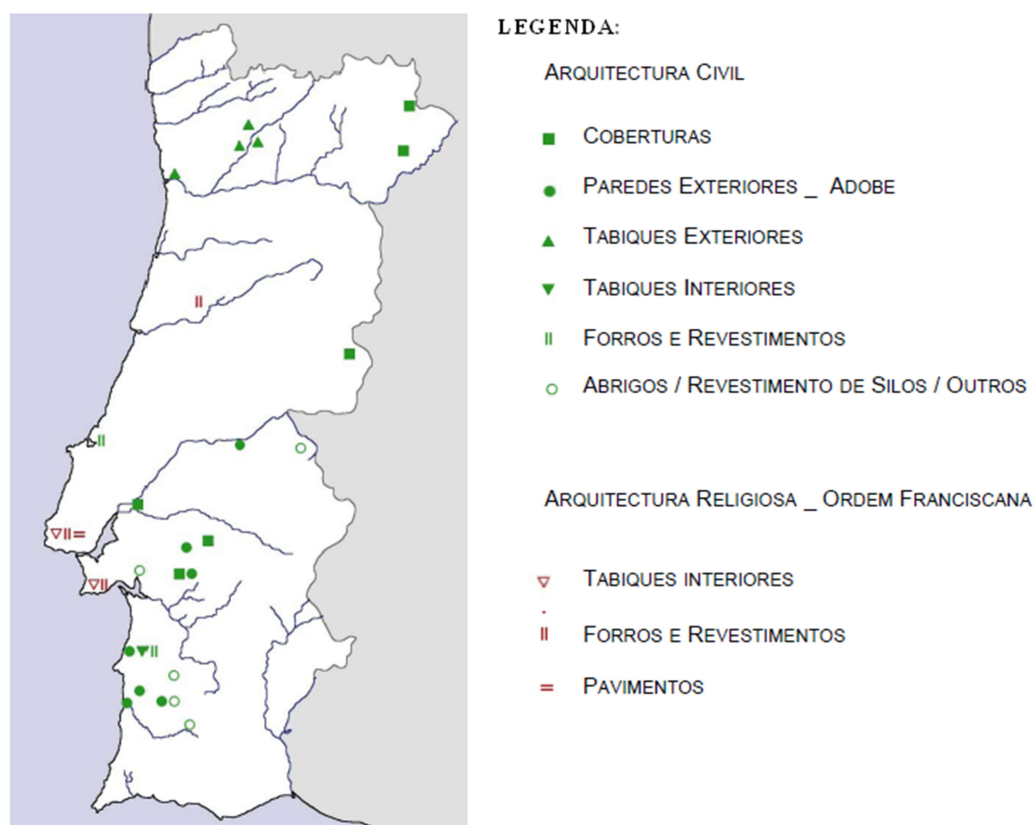 LEGENDA:
ARQUITECTURA CIVIL
COBERTURAS
PAREDES EXTERIORES _ ADOBE
TABIQUES EXTERIORES
TABIQUES INTERIORES
FORROS E REVESTIMENTOS
ABRIGOS / REVESTIMENTO DE SILOS / OUTROS
ARQUITECTURA RELIGIOSA _ ORDEM FRANCISCANA
TABIQUES INTERIORES
FORROS E REVESTIMENTOS
PAVIMENTOS